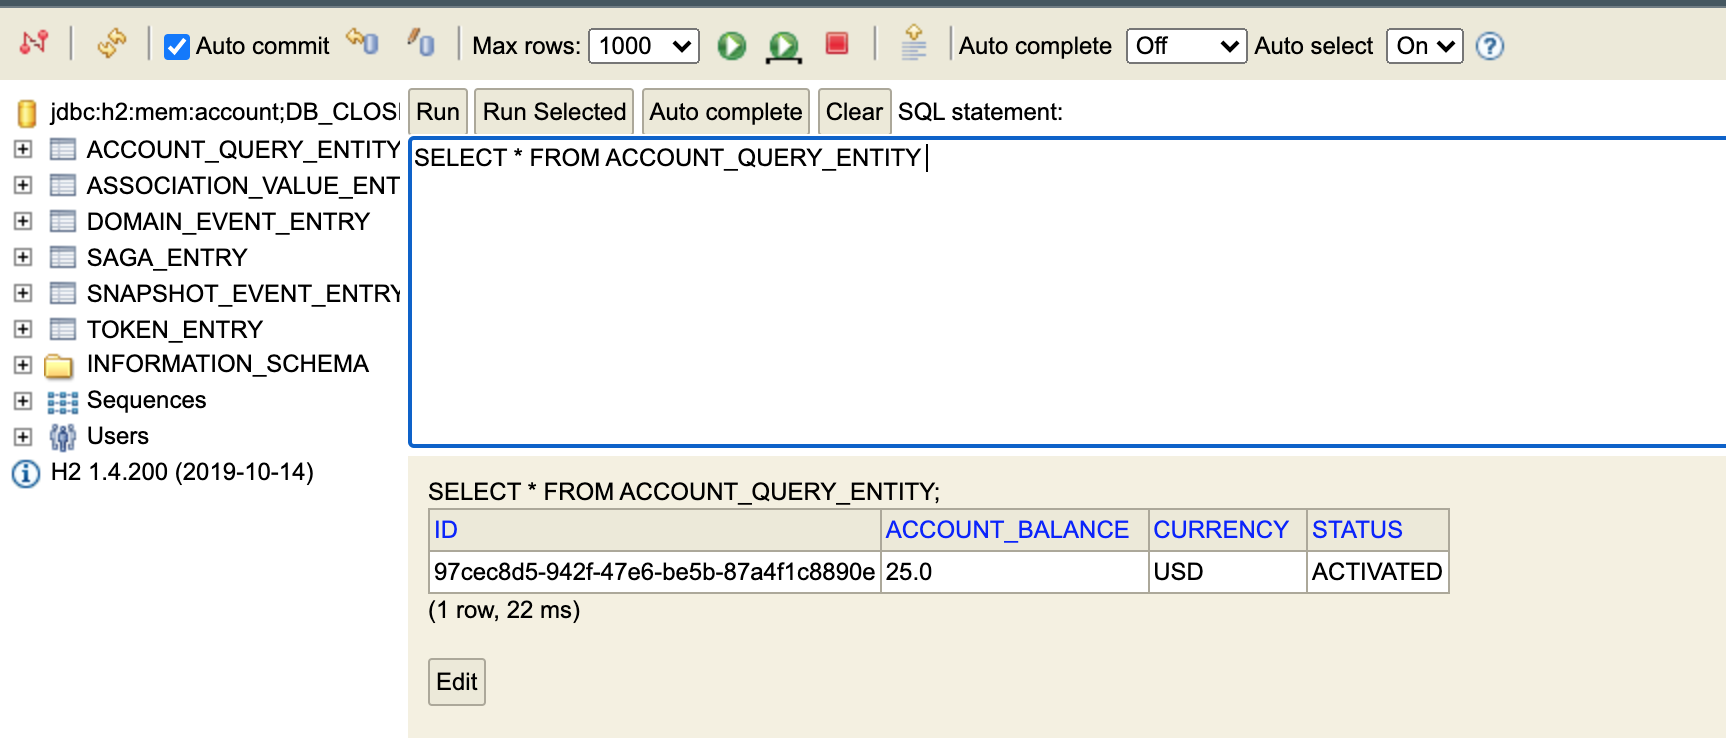 Auto commit Max rows: 1000 Auto complete Off Auto select On ?
jdbc:h2:mem:account;DB_CLOS
ACCOUNT_QUERY_ENTITY
ASSOCIATION_VALUE_ENT
DOMAIN_EVENT_ENTRY
SAGA_ENTRY
SNAPSHOT_EVENT_ENTRY
TOKEN_ENTRY
INFORMATION_SCHEMA
Sequences
Users
H2 1.4.200 (2019-10-14)
Run Run Selected Auto complete Clear SQL statement:
SELECT * FROM ACCOUNT_QUERY_ENTITY
SELECT * FROM ACCOUNT_QUERY_ENTITY;
ID ACCOUNT_BALANCE CURRENCY STATUS
97cec8d5-942f-47e6-be5b-87a4f1c8890e 25.0 USD ACTIVATED
(1 row, 22 ms)
Edit